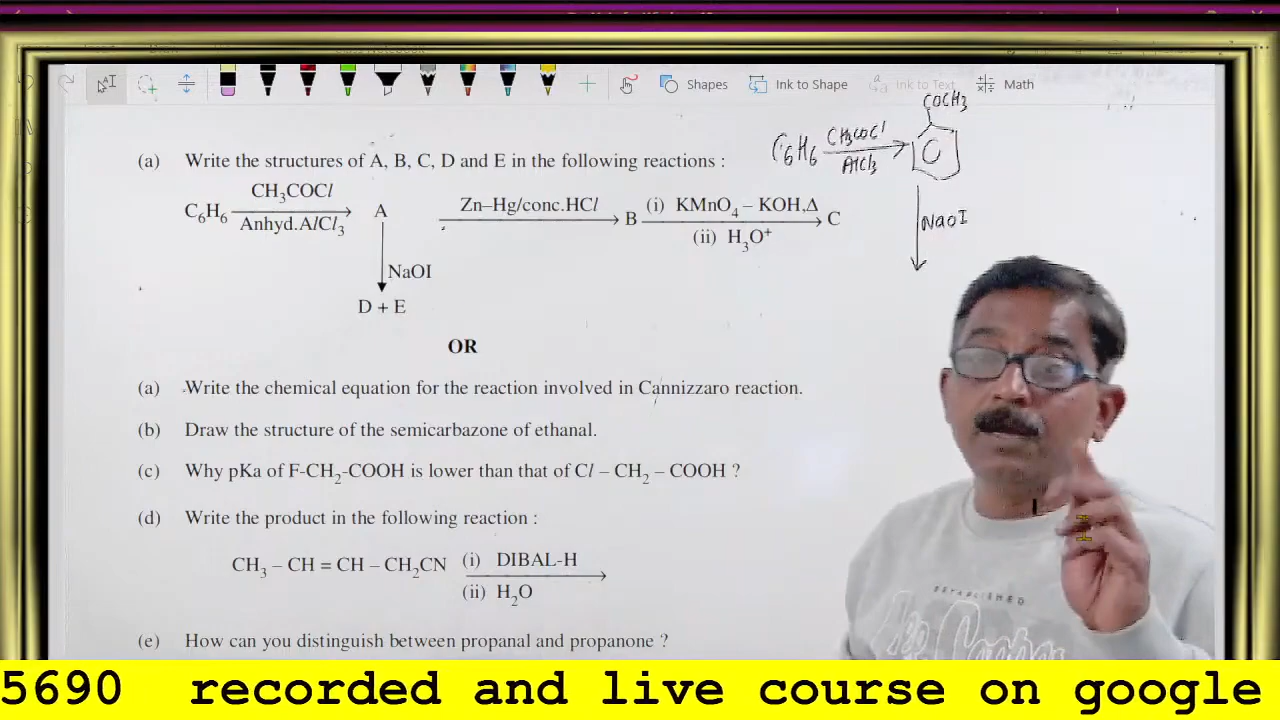 Shapes Ink to Shape Ink to Text Math
(a) Write the structures of A, B, C, D and E in the following reactions :
C6H6 CH3COCl Anhyd.AlCl3 A Zn–Hg/conc.HCl B (i) KMnO4 – KOH,Δ (ii) H3O+ C
NaOI
D + E
C6H6 CH3COCl AlCl3 COCH3
NaOI
OR
(a) Write the chemical equation for the reaction involved in Cannizzaro reaction.
(b) Draw the structure of the semicarbazone of ethanal.
(c) Why pKa of F-CH2-COOH is lower than that of Cl – CH2 – COOH ?
(d) Write the product in the following reaction :
CH3 – CH = CH – CH2CN (i) DIBAL-H (ii) H2O
(e) How can you distinguish between propanal and propanone ?
ESTABLISHED
5690 recorded and live course on google